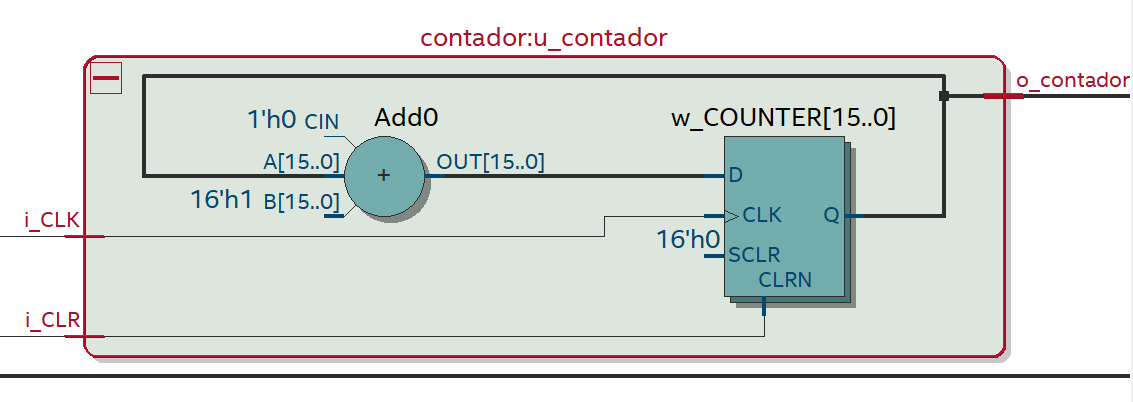 contador:u_contador
o_contador
1'h0 CIN
Add0
w_COUNTER[15..0]
A[15..0]
+
OUT[15..0]
D
16'h1 B[15..0]
i_CLK
CLK
Q
16'h0
SCLR
CLRN
i_CLR